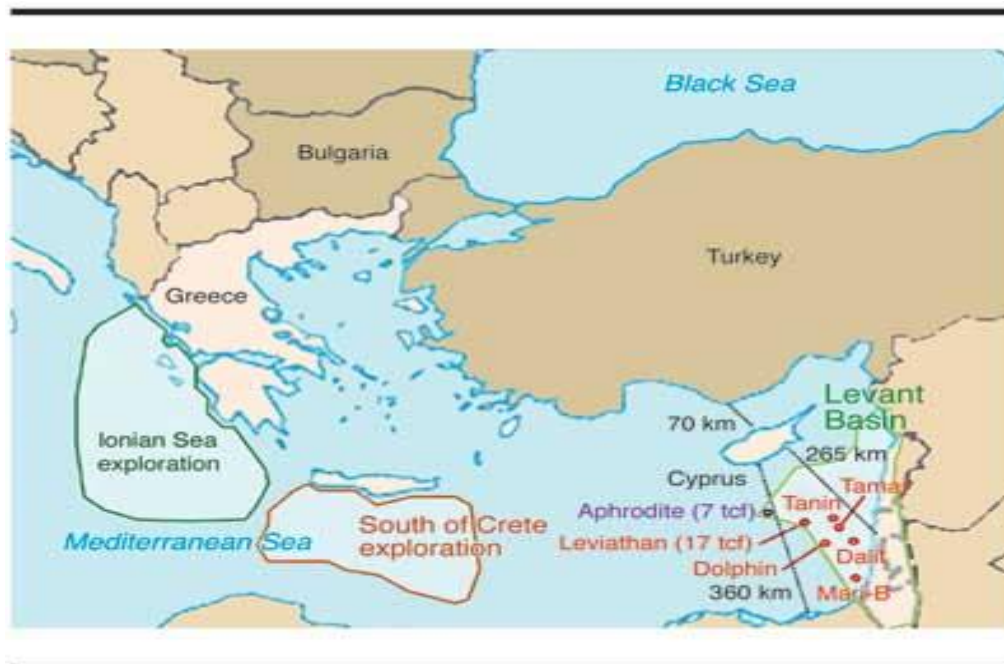 Black Sea
Bulgaria
Turkey
Greece
Levant
Basin
70 km
Ionian Sea
exploration
265 km
Cyprus
Tamar
Tanin
Aphrodite (7 tcf)
South of Crete
exploration
Mediterranean Sea
Leviathan (17 tcf)
Dalit
Dolphin
360 km
Mari-B